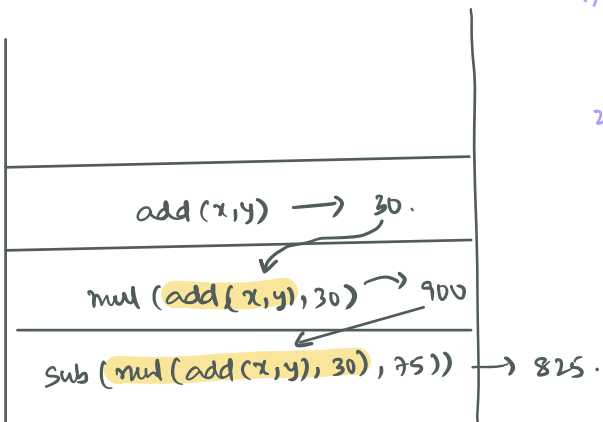 add (x,y) → 30.
mul (add(x,y), 30) → 900
sub (mul (add(x,y), 30), 75)) → 825.